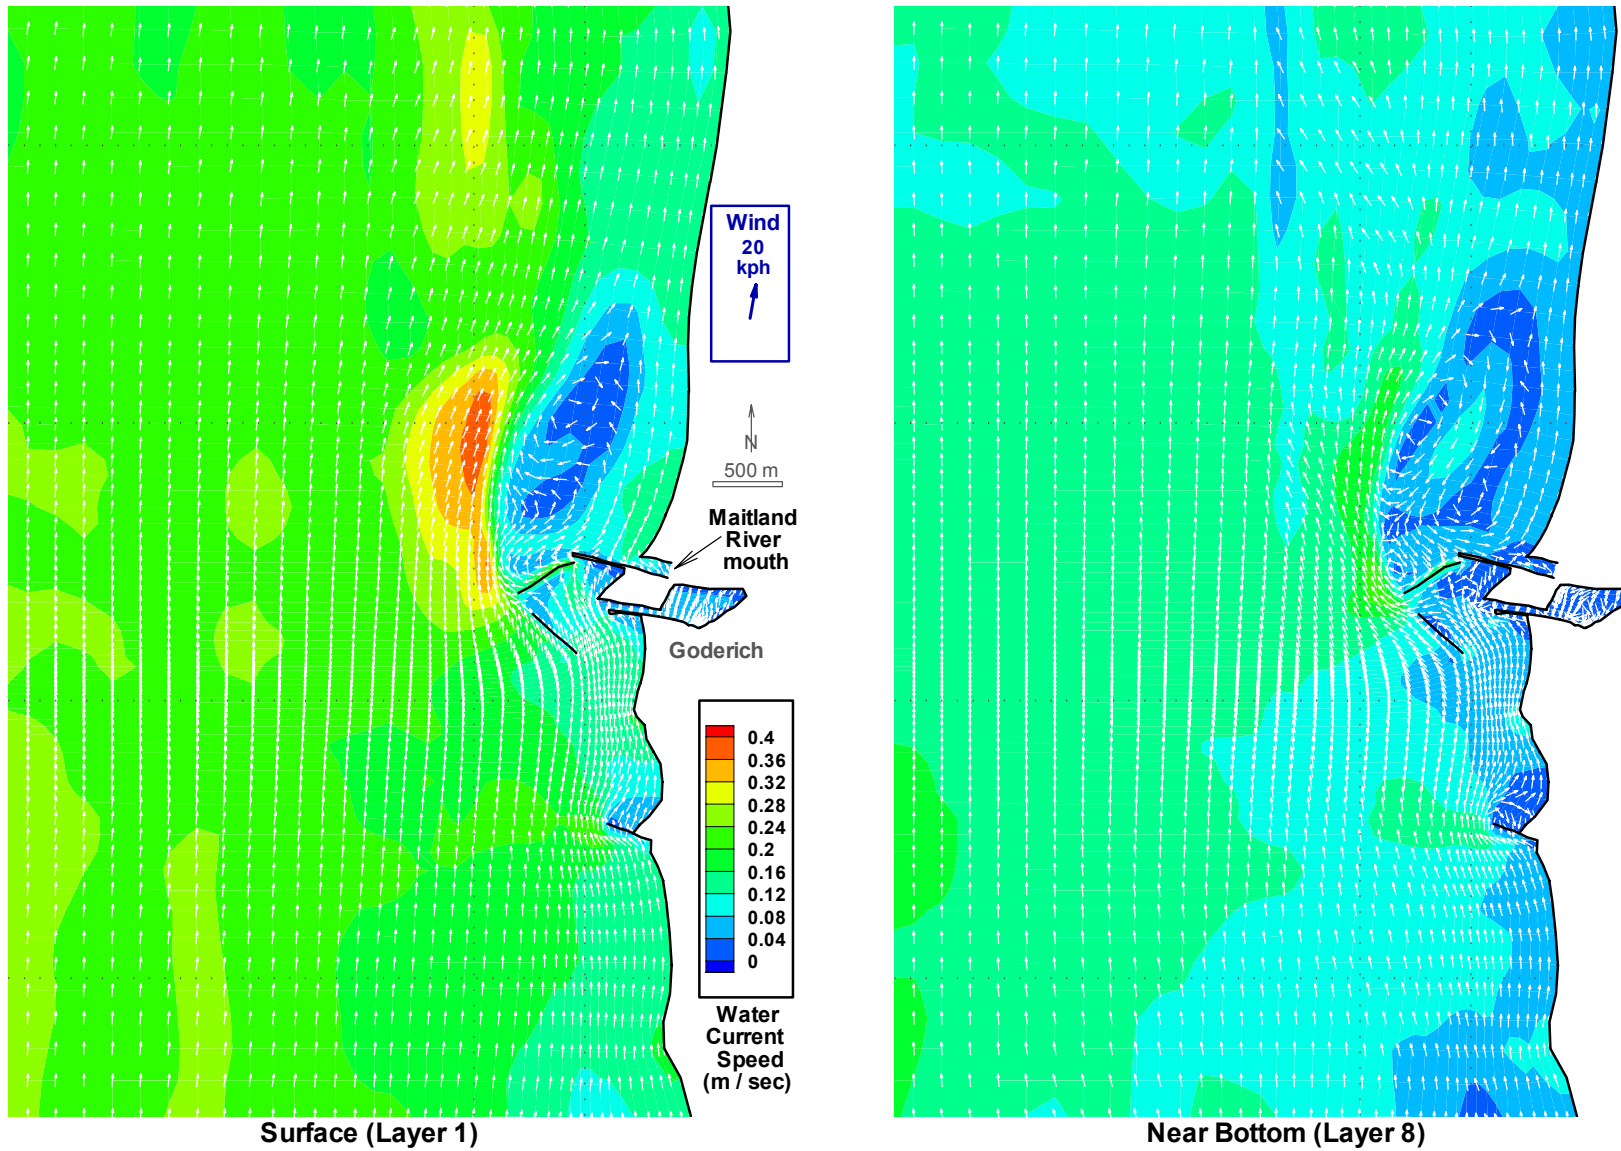 Wind
20
kph
N
500 m
Maitland
River
mouth
Goderich
0.4
0.36
0.32
0.28
0.24
0.2
0.16
0.12
0.08
0.04
0
Water
Current
Speed
(m / sec)
Surface (Layer 1)
Near Bottom (Layer 8)